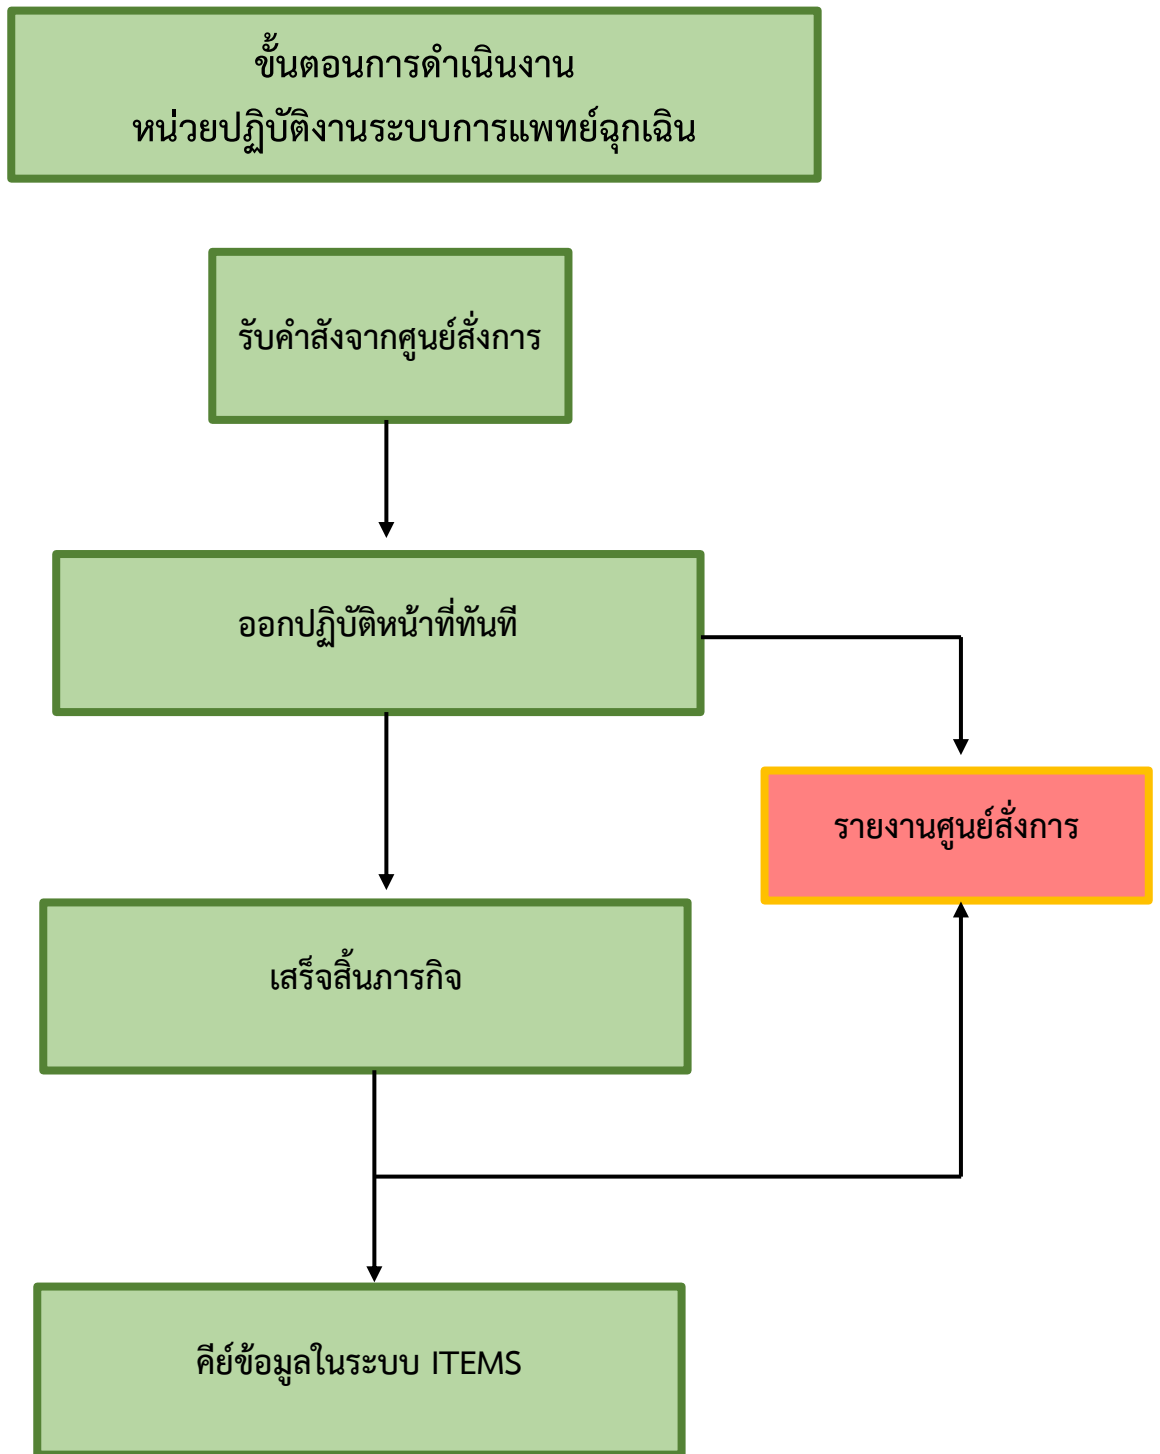 ขั้นตอนการดำเนินงาน
หน่วยปฏิบัติงานระบบการแพทย์ฉุกเฉิน
รับคำสังจากศูนย์สั่งการ
ออกปฏิบัติหน้าที่ทันที
รายงานศูนย์สั่งการ
เสร็จสิ้นภารกิจ
คีย์ข้อมูลในระบบ ITEMS